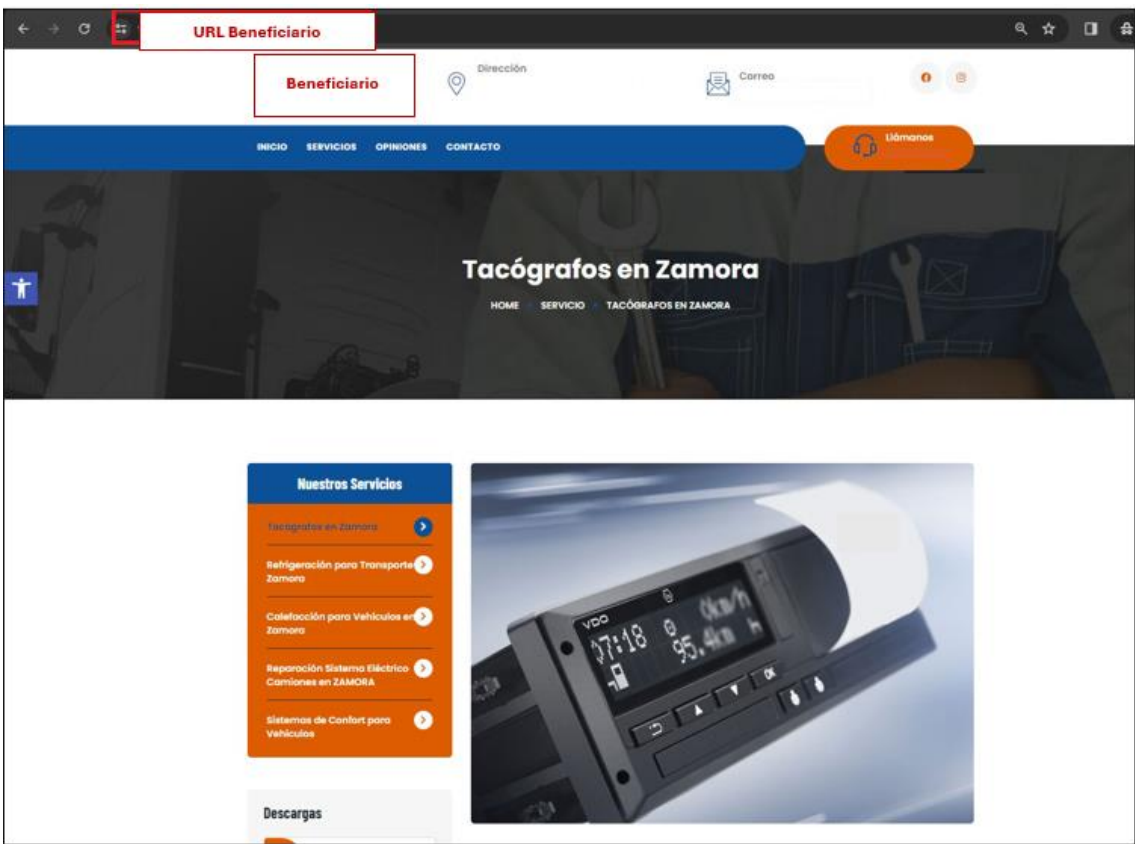 URL Beneficiario
Beneficiario
Dirección
Correo
INICIO SERVICIOS OPINIONES CONTACTO
Llámanos
Tacógrafos en Zamora
HOME SERVICIO TACÓGRAFOS EN ZAMORA
Nuestros Servicios
Tacógrafos en Zamora
Refrigeración para Transporte
Zamora
Calefacción para Vehículos en
Zamora
Reparación Sistema Eléctrico
Camiones en ZAMORA
Sistemas de Confort para
Vehículos
VDO
07:18 0km/h
95.4km
OK
Descargas